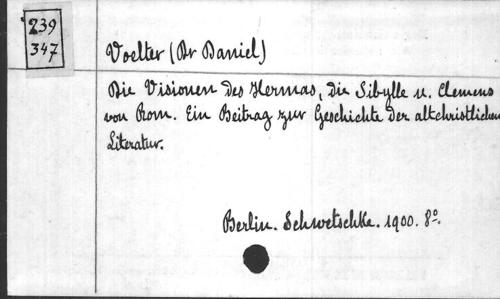 239
347
Voelter (Dr Daniel)
Die Visionen des Hermas, die Sibylle u. Clemens
von Rom. Ein Beitrag zur Geschichte der altchristlichen
Literatur.
Berlin. Schwetschke. 1900. 8º.